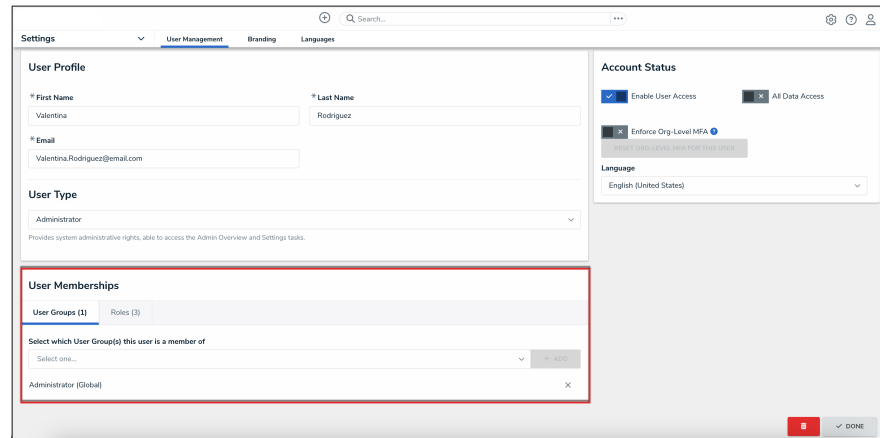 Search...
Settings
User Management
Branding
Languages
User Profile
* First Name
Valentina
* Last Name
Rodriguez
* Email
Valentina.Rodriguez@email.com
User Type
Administrator
Provides system administrative rights, able to access the Admin Overview and Settings tasks.
User Memberships
User Groups (1)
Roles (3)
Select which User Group(s) this user is a member of
Select one...
+ ADD
Administrator (Global)
Account Status
Enable User Access
All Data Access
Enforce Org-Level MFA
RESET ORG-LEVEL MFA FOR THIS USER
Language
English (United States)
DONE